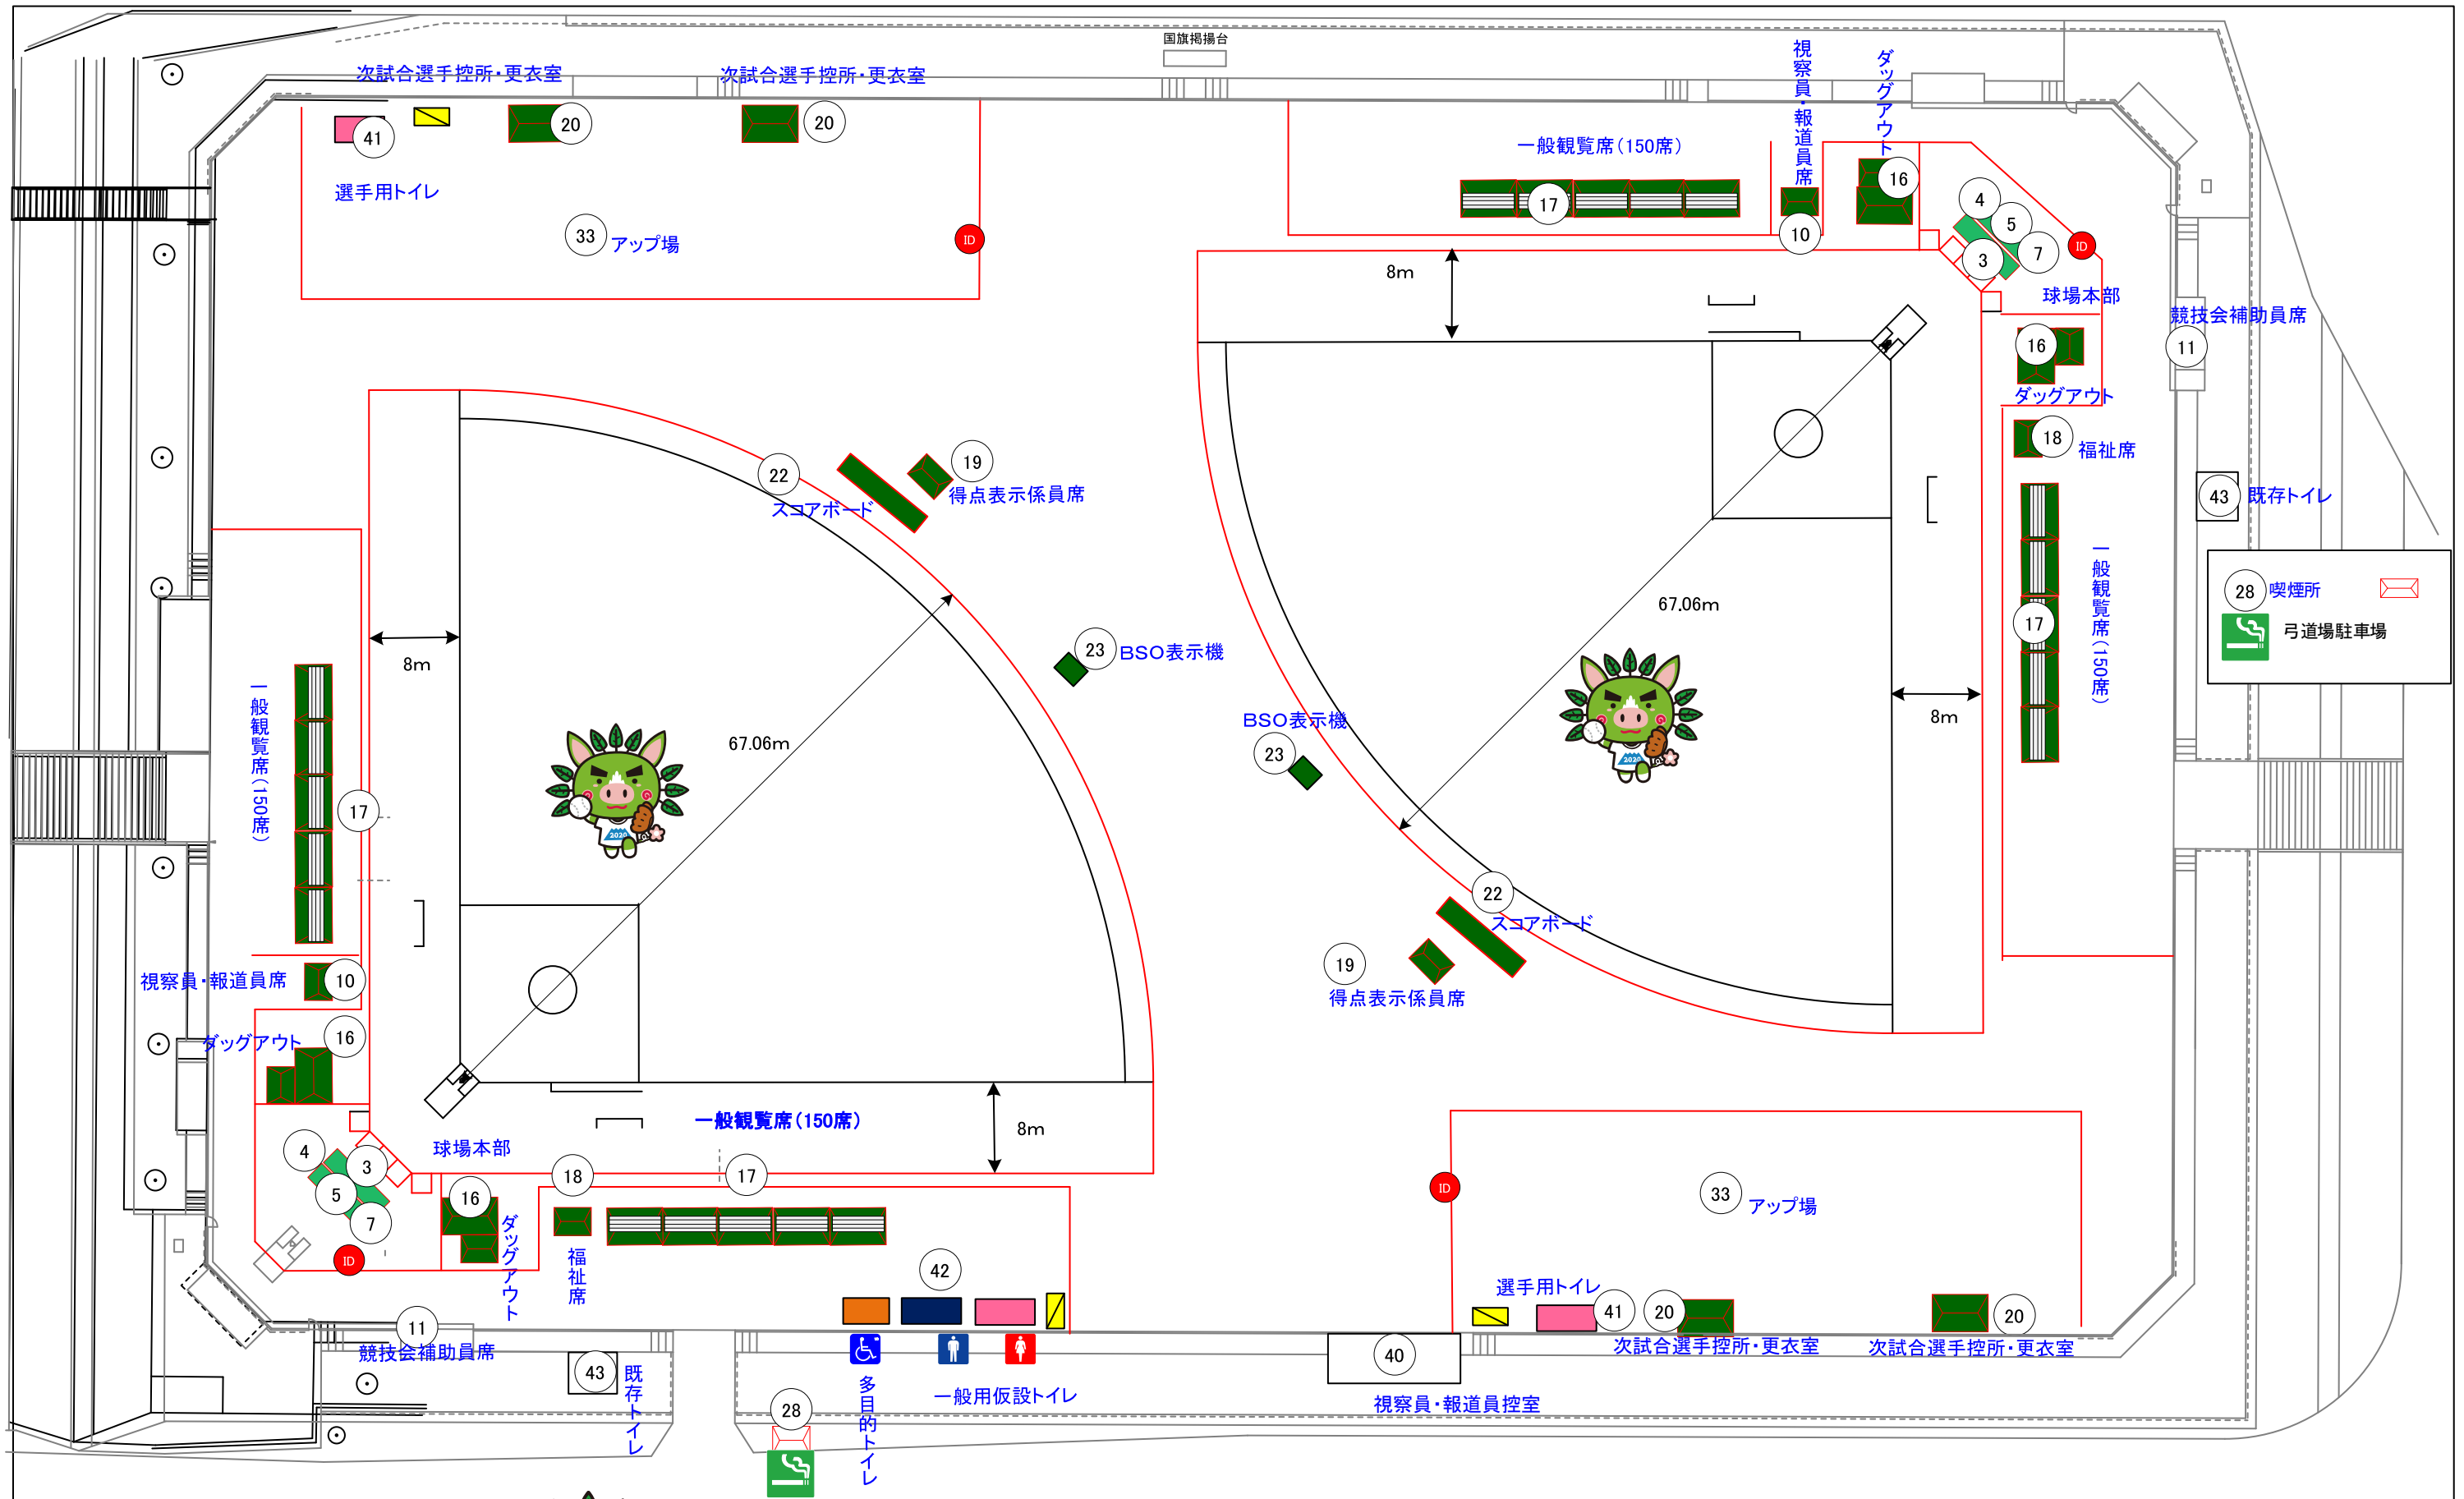 国旗掲揚台
次試合選手控所・更衣室
次試合選手控所・更衣室
視察員・報道員席
ダッグアウト
41
20
20
一般観覧席(150席)
選手用トイレ
17
16
10
33
アップ場
ID
4
5
3
7
ID
球場本部
8m
競技会補助員席
16
11
ダッグアウト
18
福祉席
22
19
得点表示係員席
スコアボード
43
既存トイレ
28
喫煙所
弓道場駐車場
67.06m
17
一般観覧席(150席)
8m
23
BSO表示機
BSO表示機
23
8m
67.06m
2020
2020
一般観覧席(150席)
17
22
スコアボード
19
得点表示係員席
視察員・報道員席
10
ダッグアウト
16
一般観覧席(150席)
8m
球場本部
4
3
5
7
ID
16
ダッグアウト
18
福祉席
17
ID
33
アップ場
42
選手用トイレ
41
20
20
11
競技会補助員席
43
既存トイレ
40
次試合選手控所・更衣室
次試合選手控所・更衣室
28
多目的トイレ
一般用仮設トイレ
視察員・報道員控室